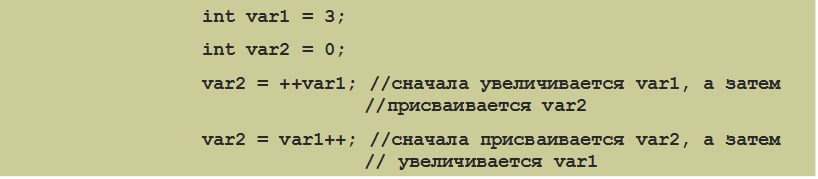 int var1 = 3;
int var2 = 0;
var2 = ++var1; //сначала увеличивается var1, а затем
//присваивается var2
var2 = var1++; //сначала присваивается var2, а затем
// увеличивается var1